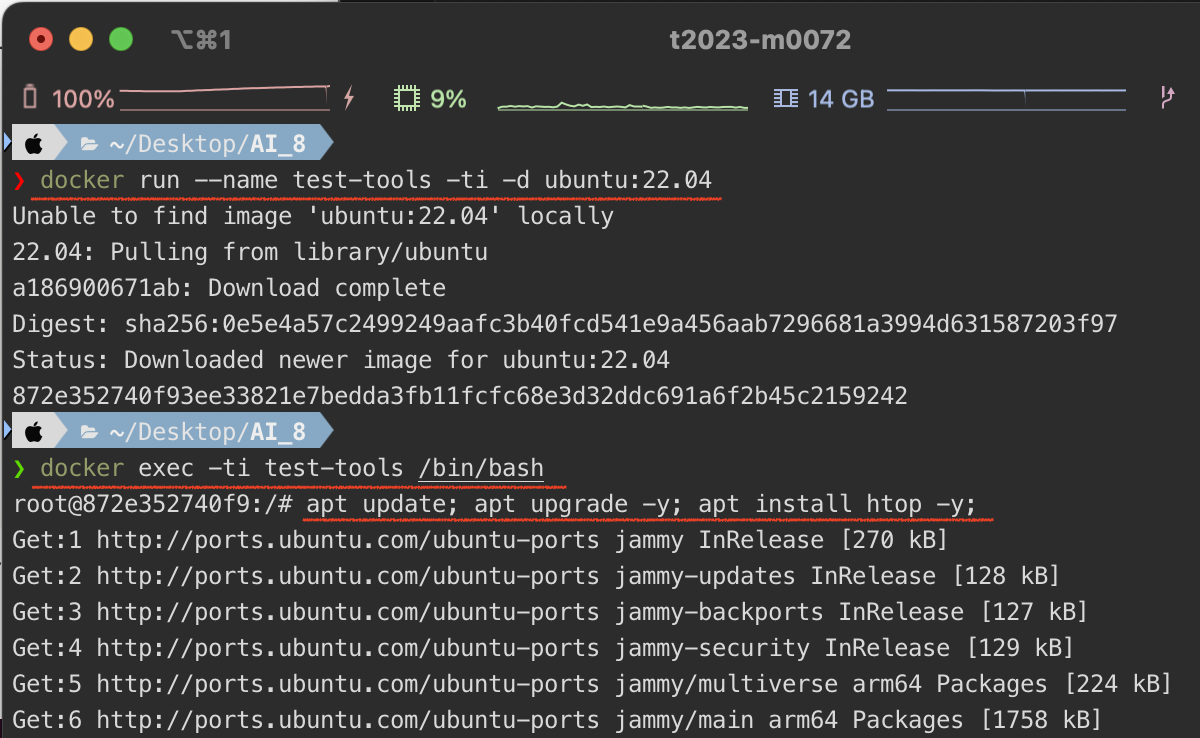 ⌥⌘1
t2023-m0072
100%
9%
14 GB
~/Desktop/AI_8
❯ docker run --name test-tools -ti -d ubuntu:22.04
Unable to find image 'ubuntu:22.04' locally
22.04: Pulling from library/ubuntu
a186900671ab: Download complete
Digest: sha256:0e5e4a57c2499249aafc3b40fcd541e9a456aab7296681a3994d631587203f97
Status: Downloaded newer image for ubuntu:22.04
872e352740f93ee33821e7bedda3fb11fcfc68e3d32ddc691a6f2b45c2159242
~/Desktop/AI_8
❯ docker exec -ti test-tools /bin/bash
root@872e352740f9:/# apt update; apt upgrade -y; apt install htop -y;
Get:1 http://ports.ubuntu.com/ubuntu-ports jammy InRelease [270 kB]
Get:2 http://ports.ubuntu.com/ubuntu-ports jammy-updates InRelease [128 kB]
Get:3 http://ports.ubuntu.com/ubuntu-ports jammy-backports InRelease [127 kB]
Get:4 http://ports.ubuntu.com/ubuntu-ports jammy-security InRelease [129 kB]
Get:5 http://ports.ubuntu.com/ubuntu-ports jammy/multiverse arm64 Packages [224 kB]
Get:6 http://ports.ubuntu.com/ubuntu-ports jammy/main arm64 Packages [1758 kB]